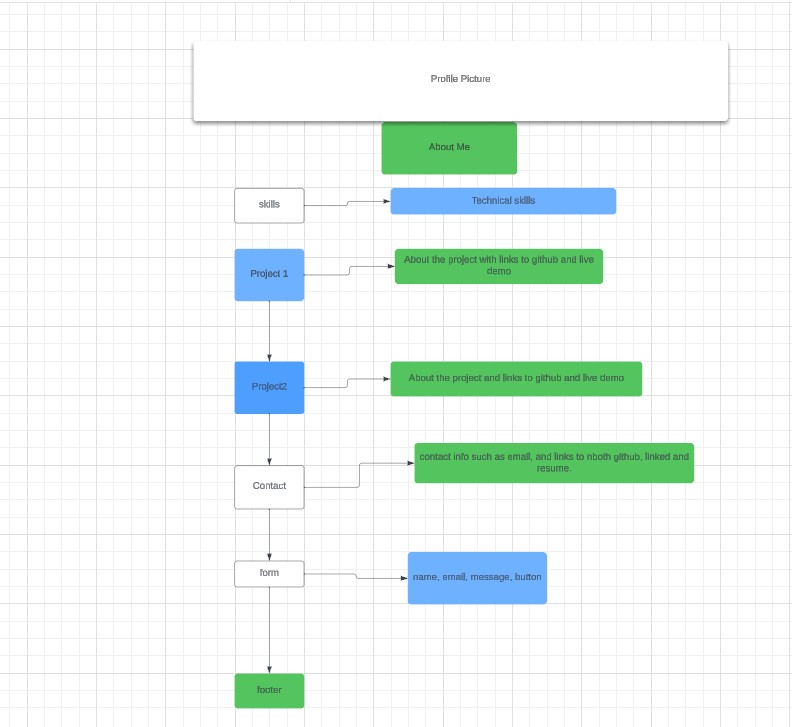 Profile Picture
About Me
skills
Technical skills
Project 1
About the project with links to github and live
demo
Project2
About the project and links to github and live demo
Contact
contact info such as email, and links to nboth github, linked and
resume.
form
name, email, message, button
footer